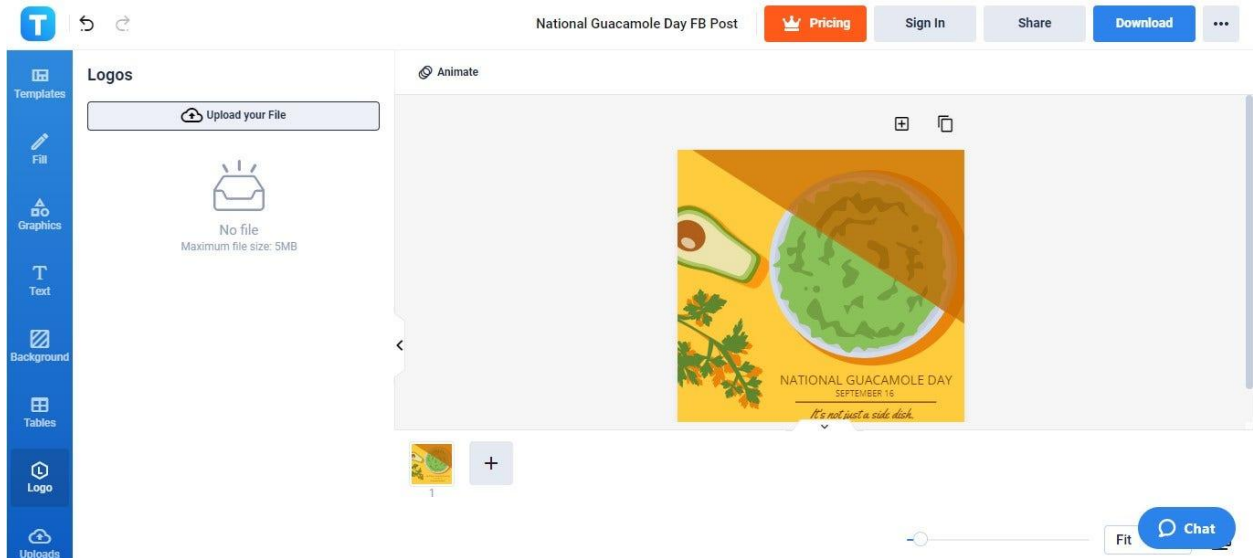 T
National Guacamole Day FB Post
Pricing
Sign In
Share
Download
Templates
Fill
Graphics
T
Text
Background
Tables
Logo
Uploads
Logos
Upload your File
No file
Maximum file size: 5MB
Animate
NATIONAL GUACAMOLE DAY
SEPTEMBER 16
It's not just a side dish.
1
Fit
Chat